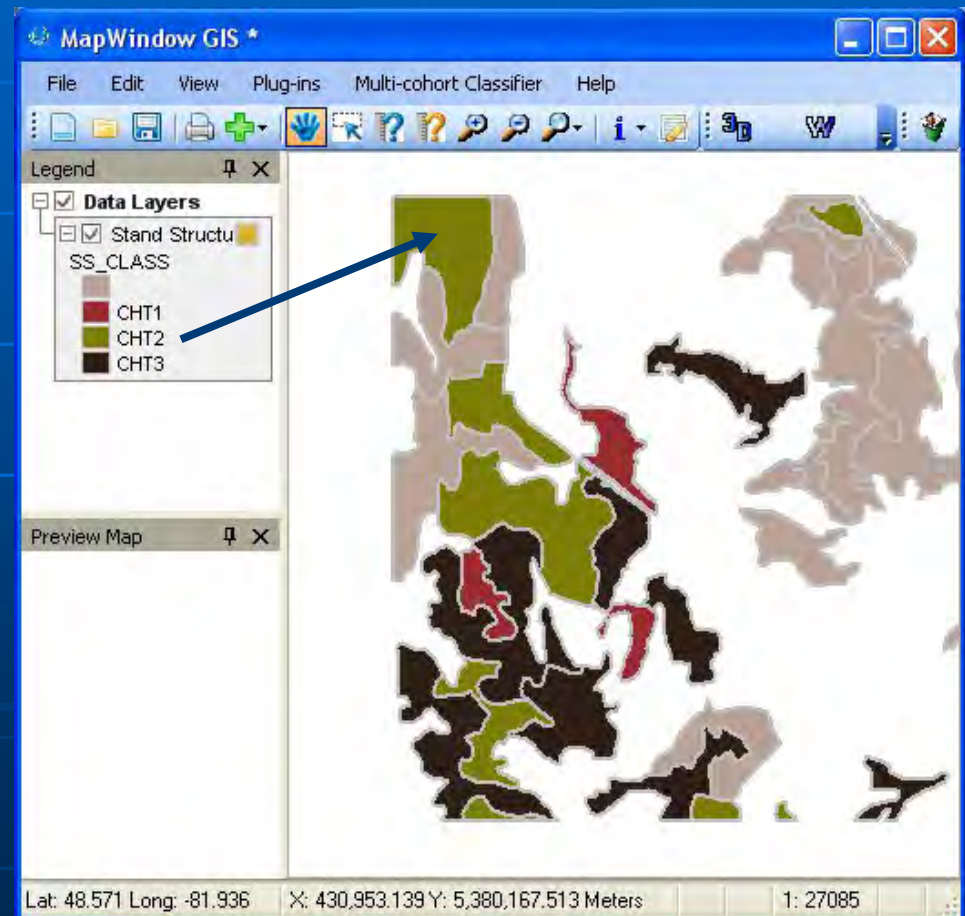 MapWindow GIS *
File Edit View Plug-ins Multi-cohort Classifier Help
3D W
Legend
Data Layers
Stand Structu
SS_CLASS
CHT1
CHT2
CHT3
Preview Map
Lat: 48.571 Long: -81.936 X: 430,953.139 Y: 5,380,167.513 Meters 1: 27085